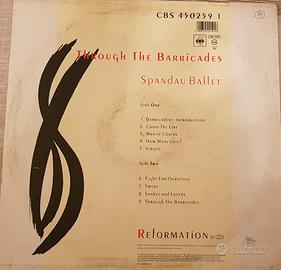 CBS 450259 1
Through The Barricades
Spandau Ballet
Side One
1. Barricades - Introduction
2. Cross The Line
3. Man In Chains
4. How Many Lies?
5. Virgin
Side Two
6. Fight For Ourselves
7. Swept
8. Snakes and Lovers
9. Through The Barricades
Reformation
subito